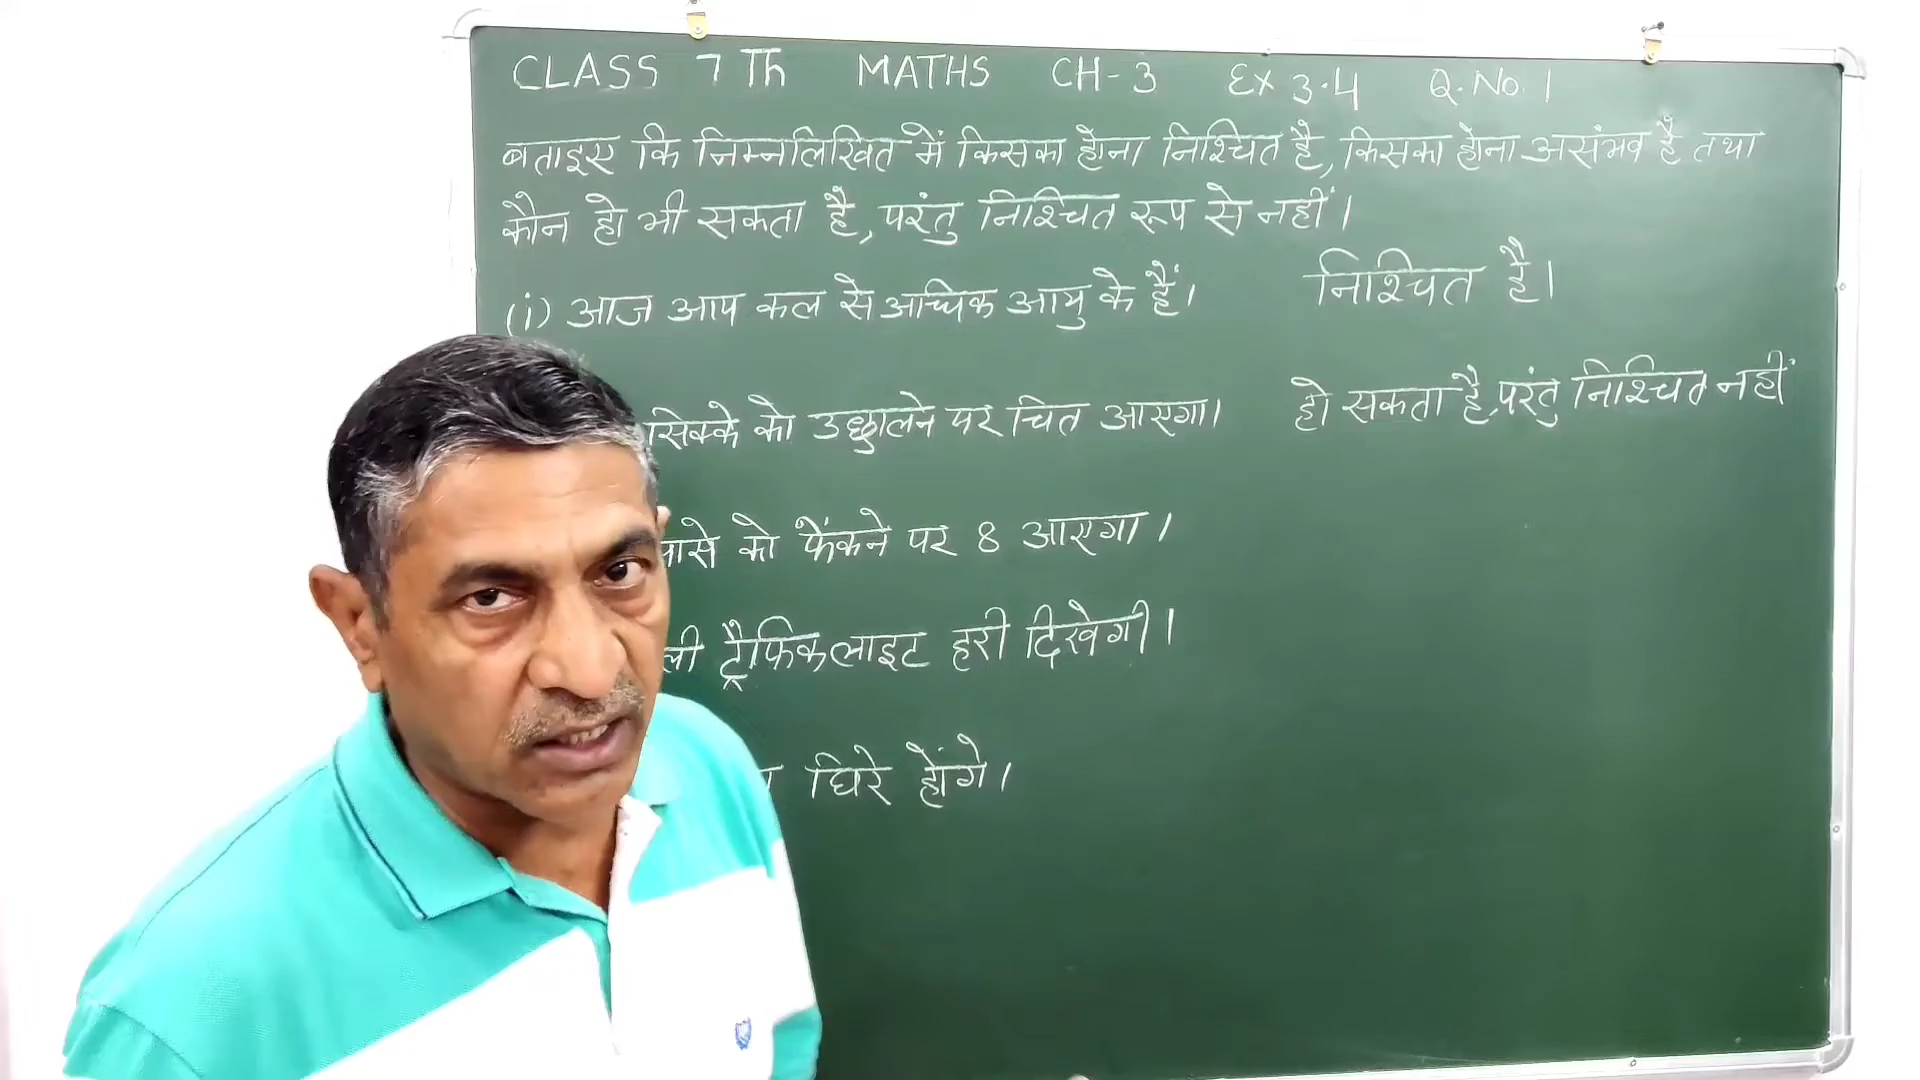 CLASS 7Th MATHS CH-3 Ex 3.4 Q.No.1
बताइए कि निम्नलिखित में किसका होना निश्चित है, किसका होना असंभव है तथा
कौन हो भी सकता है, परंतु निश्चित रूप से नहीं।
(i) आज आप कल से अधिक आयु के हैं। निश्चित है।
सिक्के को उछालने पर चित आएगा। हो सकता है, परंतु निश्चित नहीं
को फेंकने पर 8 आएगा।
ट्रैफिक लाइट हरी दिखेगी।
घिरे होंगे।